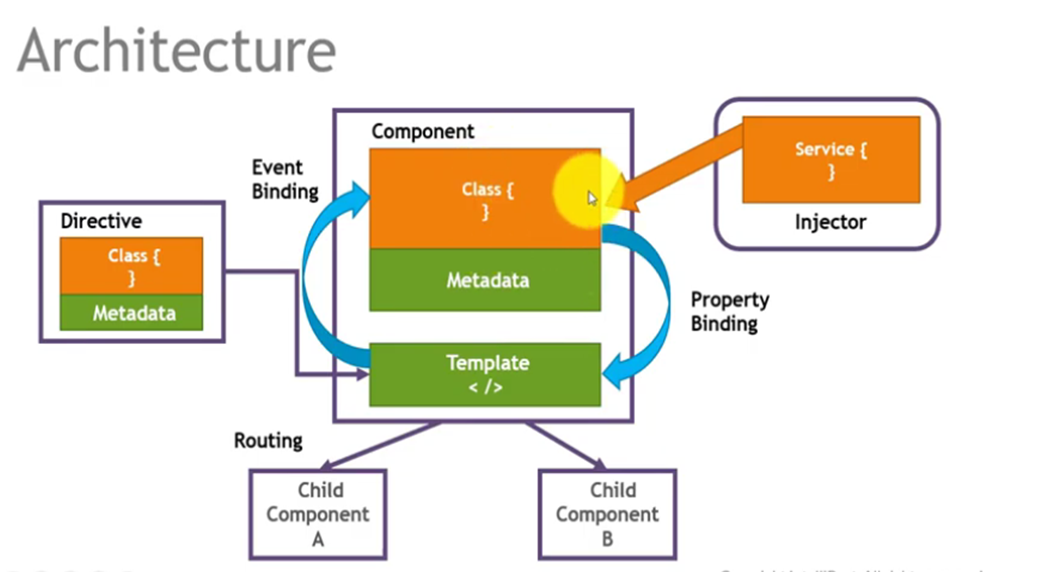 Architecture
Component
Class {
}
Metadata
Template
< />
Event
Binding
Directive
Class {
}
Metadata
Service {
}
Injector
Property
Binding
Routing
Child
Component
A
Child
Component
B